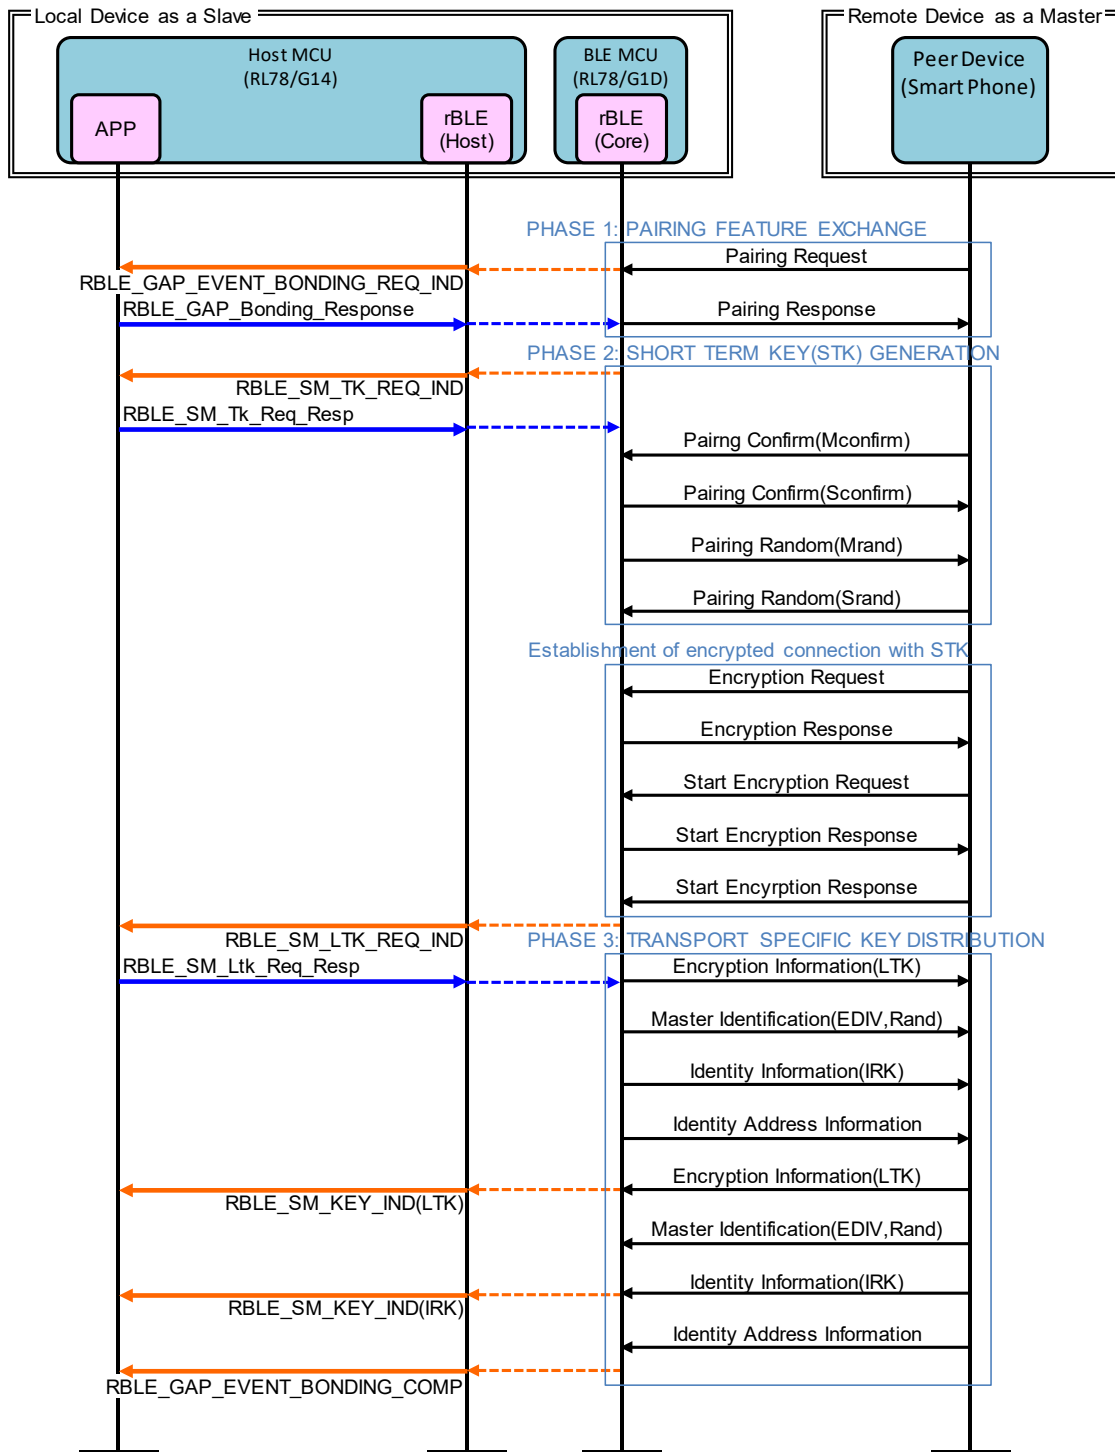 Local Device as a Slave
Remote Device as a Master
Host MCU
(RL78/G14)
BLE MCU
(RL78/G1D)
Peer Device
(Smart Phone)
APP
rBLE
(Host)
rBLE
(Core)
PHASE 1: PAIRING FEATURE EXCHANGE
Pairing Request
RBLE_GAP_EVENT_BONDING_REQ_IND
RBLE_GAP_Bonding_Response
Pairing Response
PHASE 2: SHORT TERM KEY(STK) GENERATION
RBLE_SM_TK_REQ_IND
RBLE_SM_Tk_Req_Resp
Pairng Confirm(Mconfirm)
Pairing Confirm(Sconfirm)
Pairing Random(Mrand)
Pairing Random(Srand)
Establishment of encrypted connection with STK
Encryption Request
Encryption Response
Start Encryption Request
Start Encryption Response
Start Encyrption Response
RBLE_SM_LTK_REQ_IND
PHASE 3: TRANSPORT SPECIFIC KEY DISTRIBUTION
RBLE_SM_Ltk_Req_Resp
Encryption Information(LTK)
Master Identification(EDIV,Rand)
Identity Information(IRK)
Identity Address Information
Encryption Information(LTK)
RBLE_SM_KEY_IND(LTK)
Master Identification(EDIV,Rand)
Identity Information(IRK)
RBLE_SM_KEY_IND(IRK)
Identity Address Information
RBLE_GAP_EVENT_BONDING_COMP